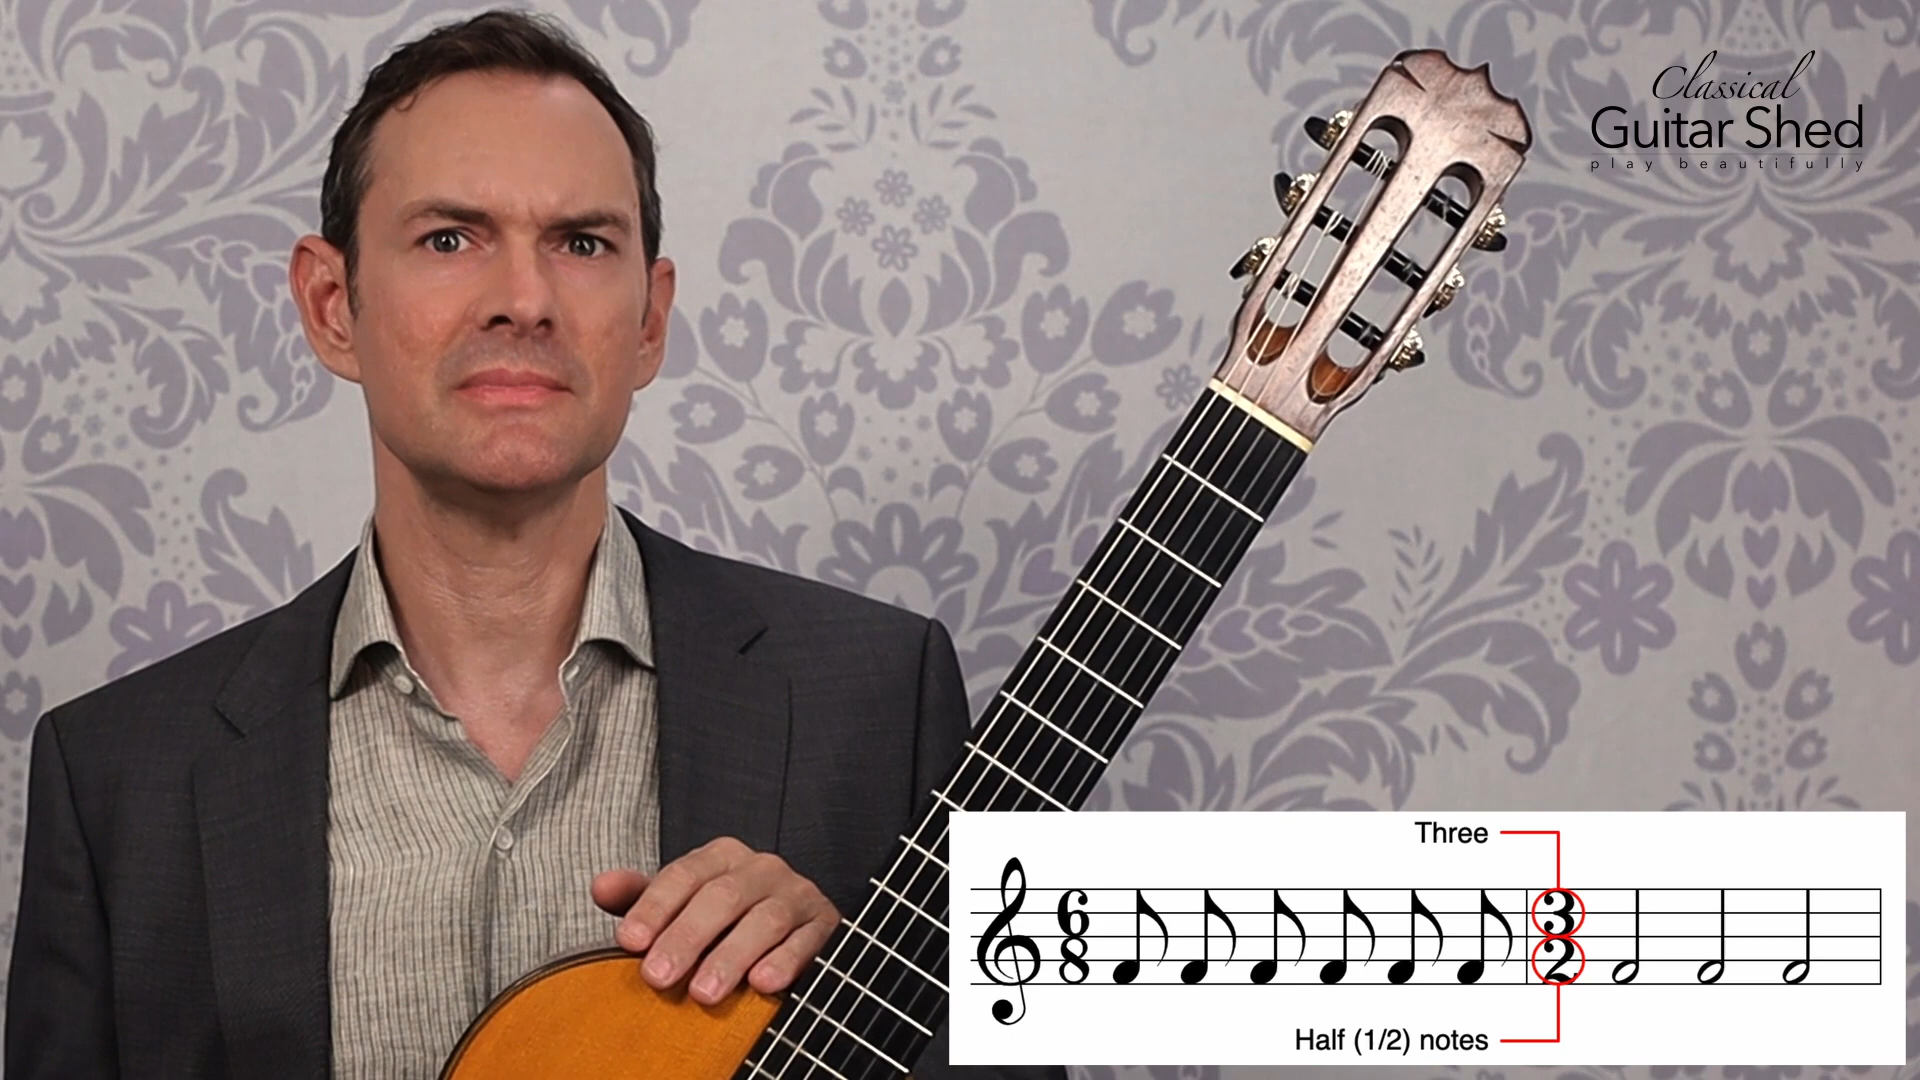 Classical
Guitar Shed
play beautifully
Three
6
8
3
2
Half (1/2) notes